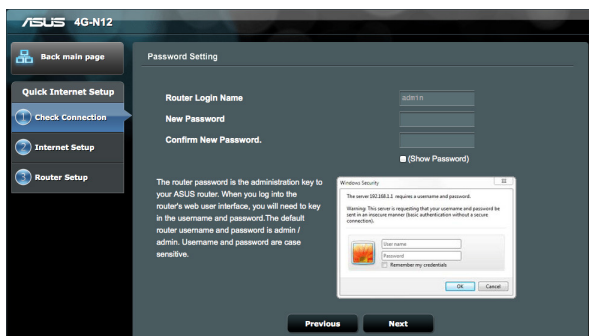 ASUS 4G-N12
Back main page
Quick Internet Setup
1 Check Connection
2 Internet Setup
3 Router Setup
Password Setting
Router Login Name
admin
New Password
Confirm New Password.
(Show Password)
The router password is the administration key to
your ASUS router. When you log into the
router's web user interface, you will need to key
in the username and password.The default
router username and password is admin /
admin. Username and password are case
sensitive.
Windows Security
The server 192.168.1.1 requires a username and password.
Warning: This server is requesting that your username and password be
sent in an insecure manner (basic authentication without a secure
connection).
User name
Password
Remember my credentials
OK
Cancel
Previous
Next